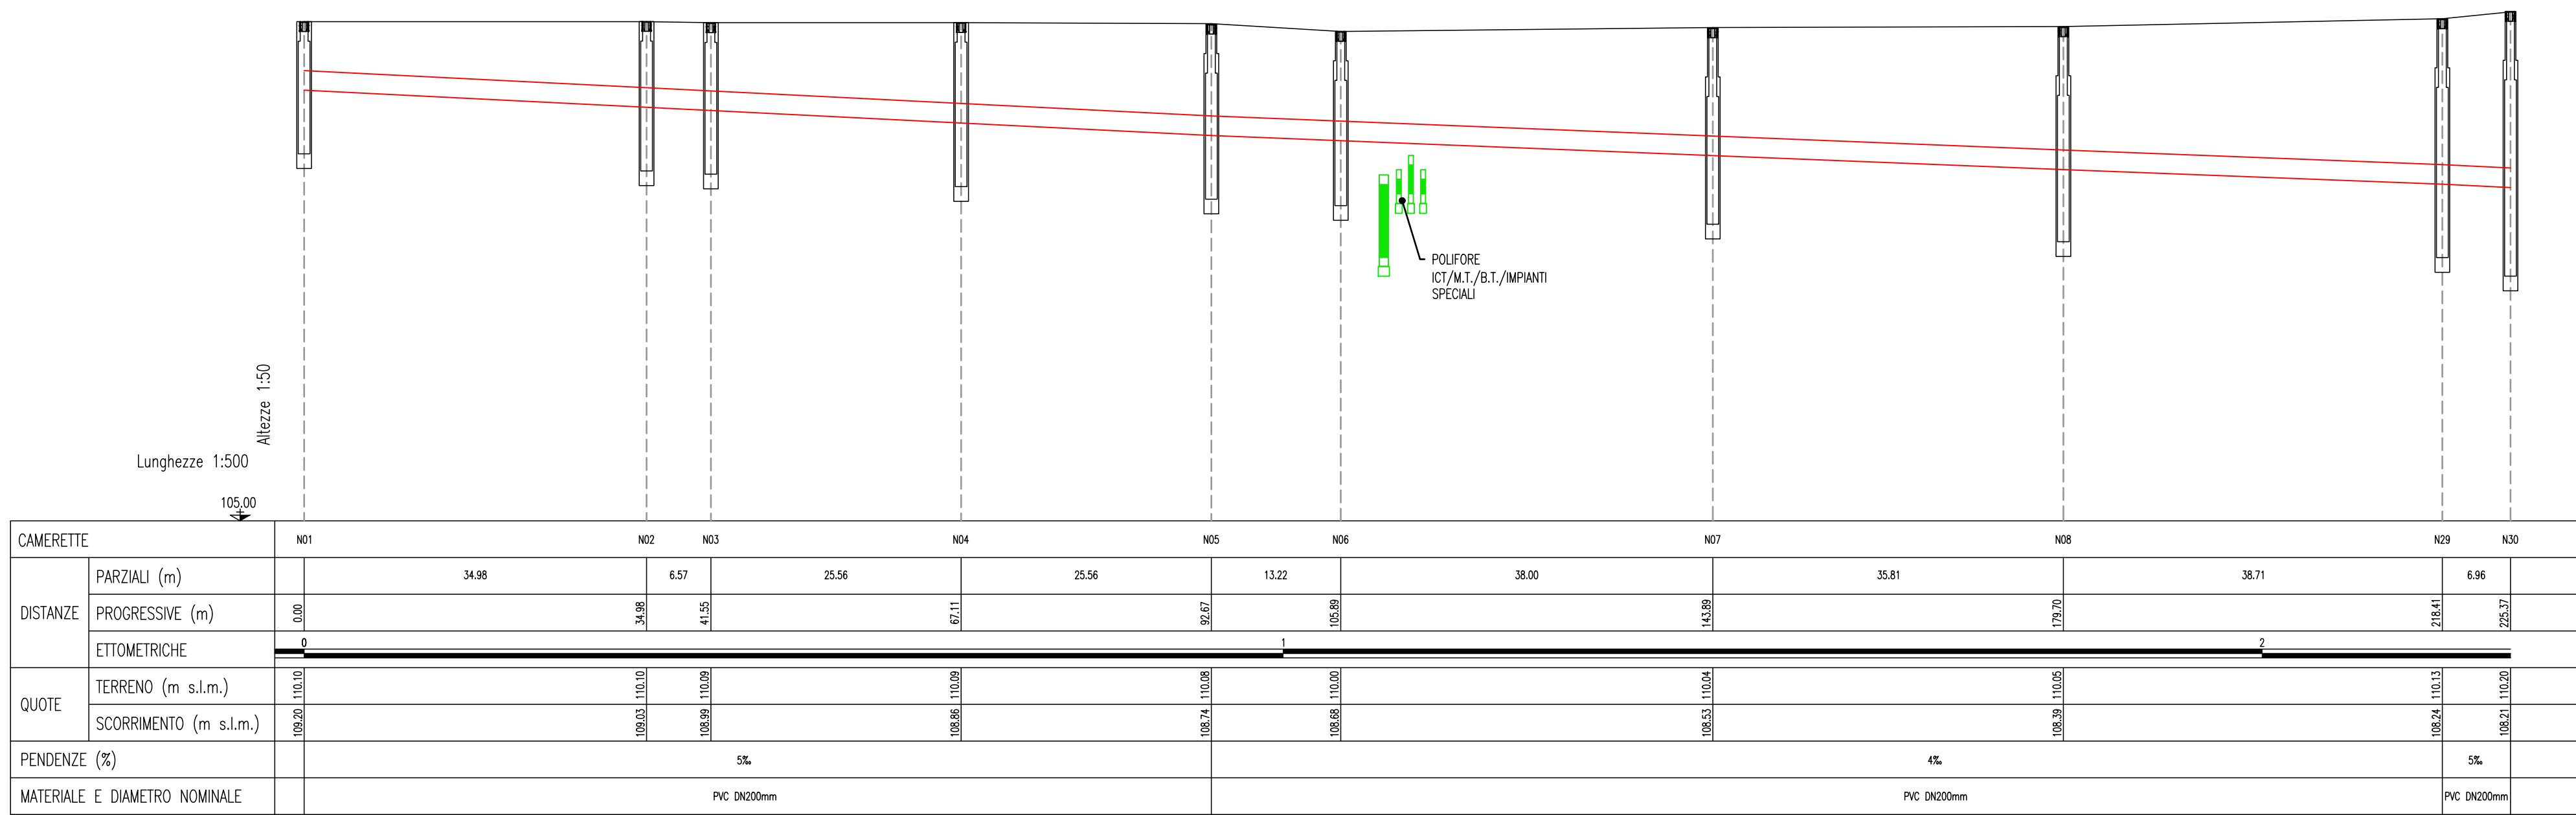 POLIFORE
ICT/M.T./B.T./IMPIANTI
SPECIALI
Altezze 1:50
Lunghezze 1:500
105.00
CAMERETTE N01 N02 N03 N04 N05 N06 N07 N08 N29 N30
DISTANZE
PARZIALI (m) 34.98 6.57 25.56 25.56 13.22 38.00 35.81 38.71 6.96
PROGRESSIVE (m) 0.00 34.98 41.55 67.11 92.67 105.89 143.89 179.70 218.41 225.37
ETTOMETRICHE 0 1 2
QUOTE
TERRENO (m s.l.m.) 110.10 110.10 110.09 110.09 110.08 110.00 110.04 110.05 110.13 110.20
SCORRIMENTO (m s.l.m.) 109.20 109.03 108.99 108.86 108.74 108.68 108.53 108.39 108.24 108.21
PENDENZE (%) 5‰ 4‰ 5‰
MATERIALE E DIAMETRO NOMINALE PVC DN200mm PVC DN200mm PVC DN200mm